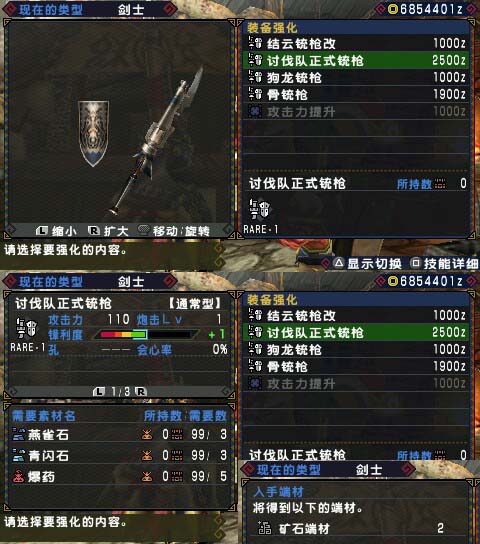 现在的类型 剑士
6854401z
装备强化
结云铳枪改 1000z
讨伐队正式铳枪 2500z
狗龙铳枪 1000z
骨铳枪 1900z
攻击力提升 1000z
讨伐队正式铳枪 所持数 0
RARE-1
L 缩小 R 扩大 移动/旋转
请选择要强化的内容。
△显示切换 □技能详细
现在的类型 剑士
6854401z
讨伐队正式铳枪 【通常型】
攻击力 110 炮击Lv 1
锋利度 +1
RARE-1
孔 --- 会心率 0%
L 1/3 R
需要素材名 所持数 需要数
燕雀石 0 99/ 3
青闪石 0 99/ 3
爆药 0 99/ 5
请选择要强化的内容。
装备强化
结云铳枪改 1000z
讨伐队正式铳枪 2500z
狗龙铳枪 1000z
骨铳枪 1900z
攻击力提升 1000z
讨伐队正式铳枪 所持数 0
现在的类型 剑士
入手端材
将得到以下的端材。
矿石端材 2